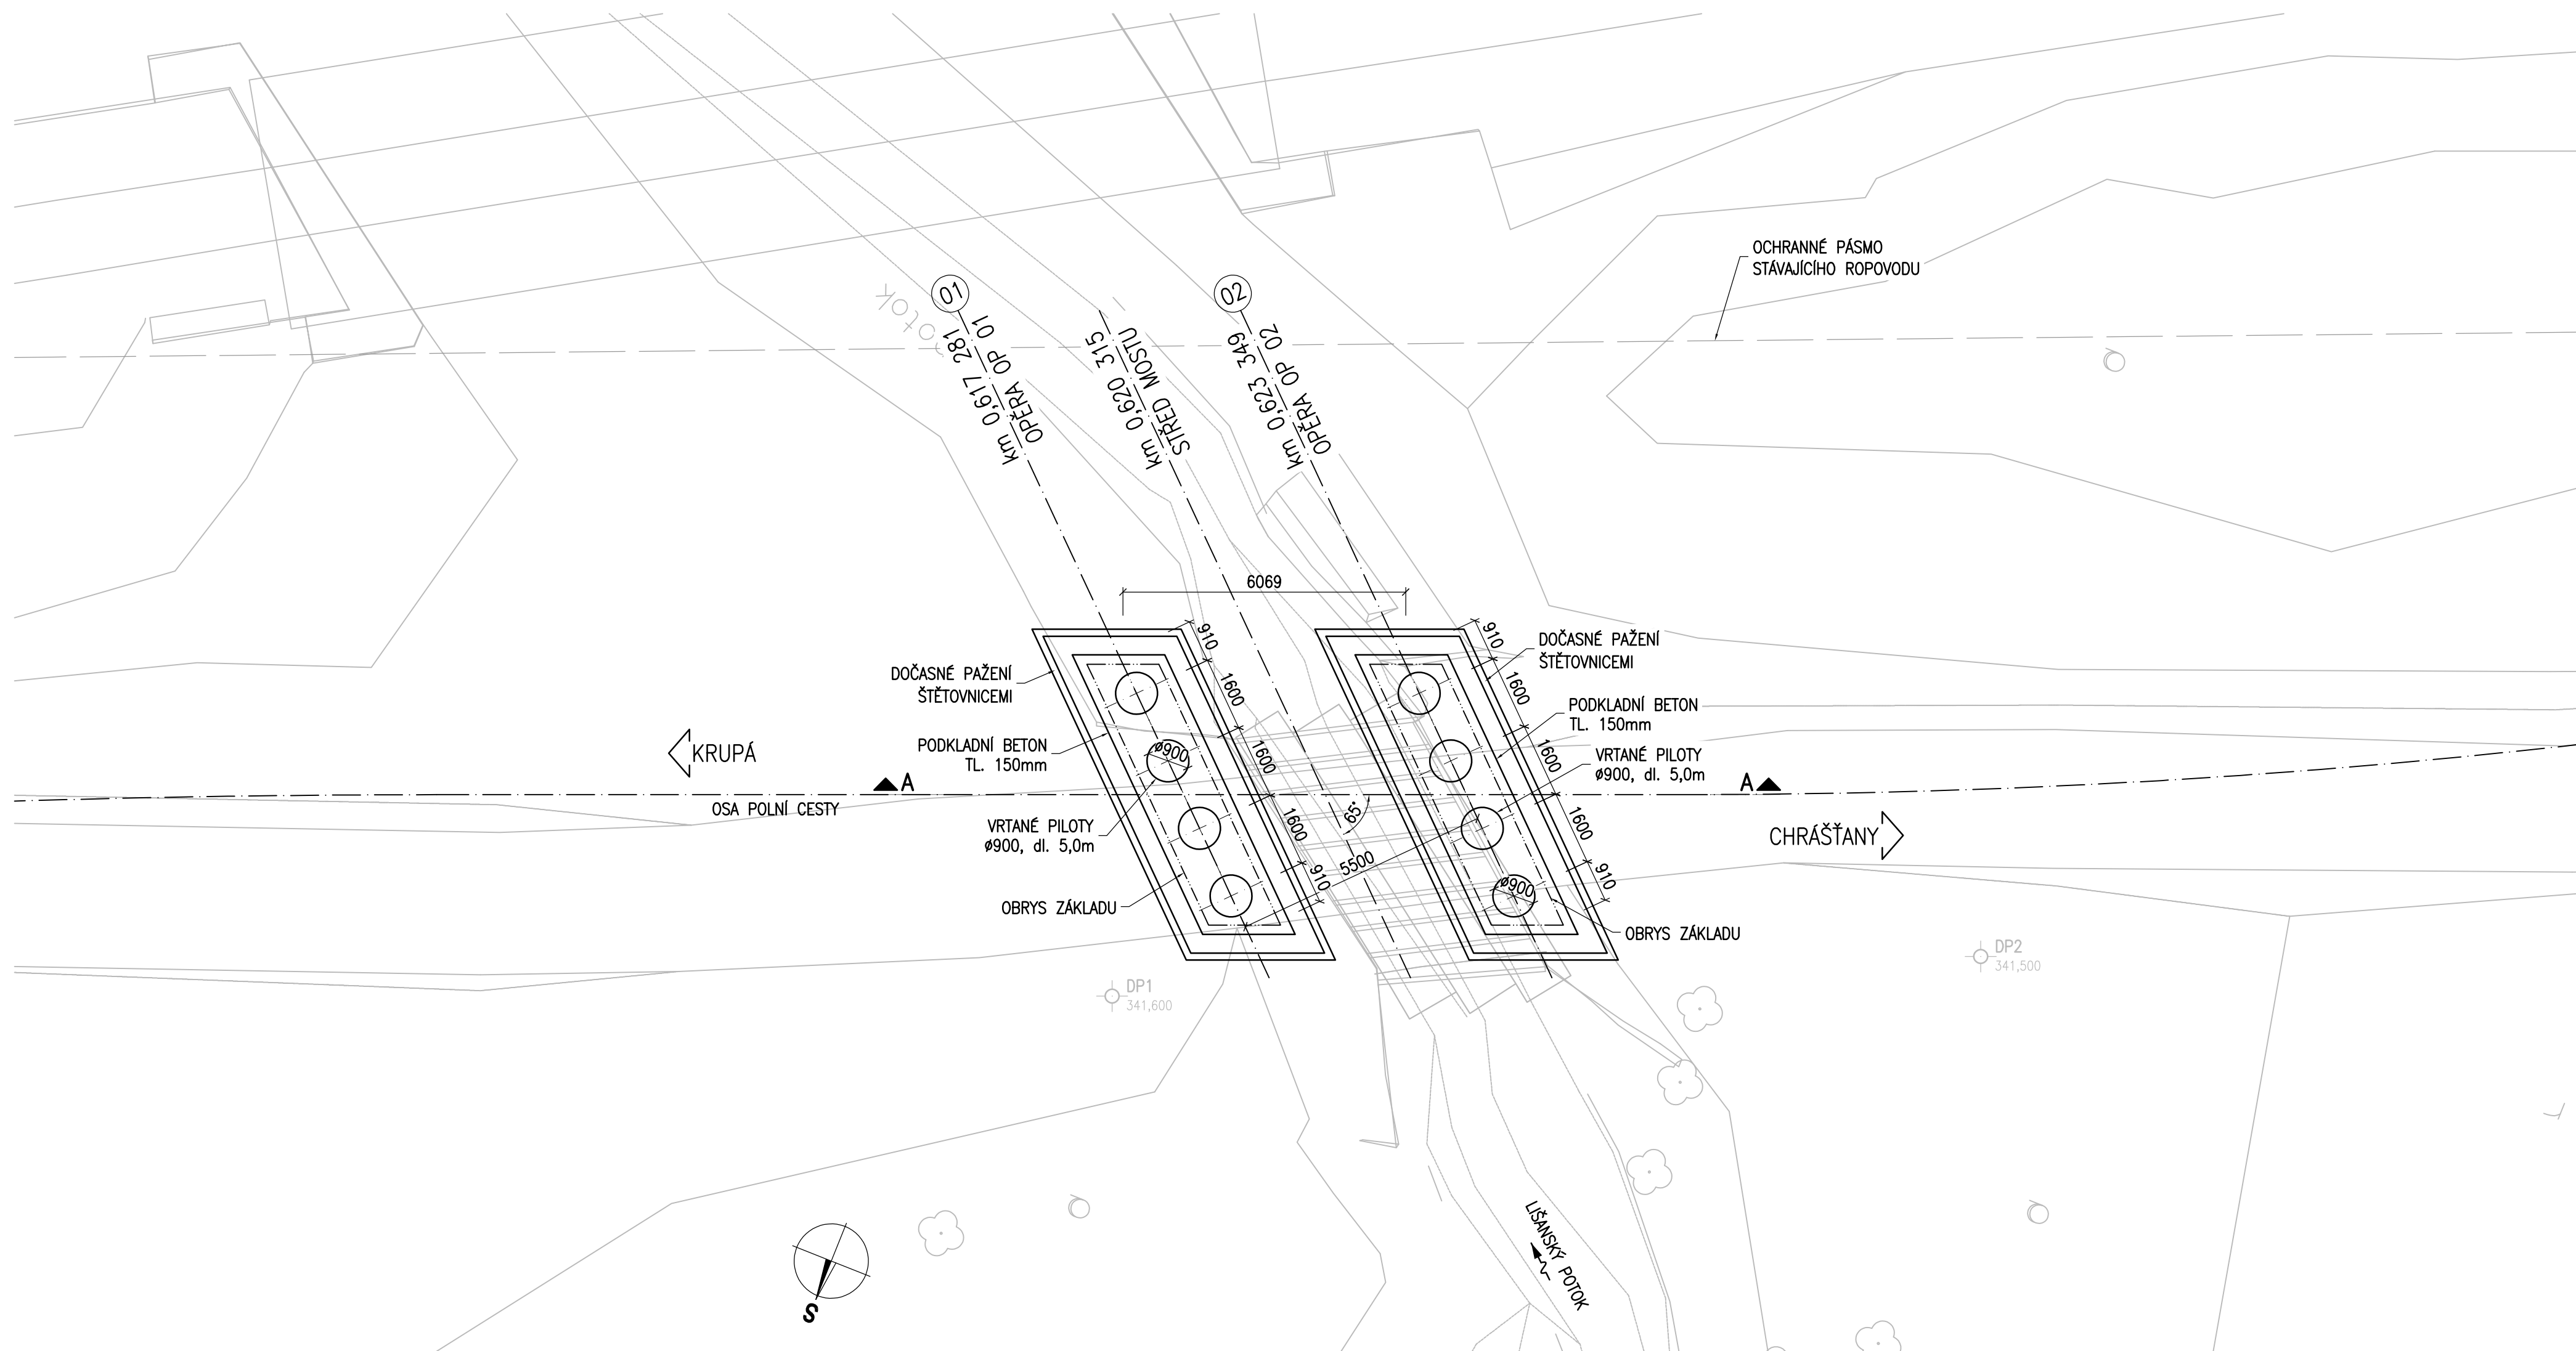 OCHRANNÉ PÁSMO
STÁVAJÍCÍHO ROPOVODU
01
km 0,617 281
OPĚRA OP 01
km 0,620 315
STŘED MOSTU
02
km 0,623 349
OPĚRA OP 02
potok
6069
910
1600
1600
1600
910
910
1600
1600
1600
910
DOČASNÉ PAŽENÍ
ŠTĚTOVNICEMI
DOČASNÉ PAŽENÍ
ŠTĚTOVNICEMI
PODKLADNÍ BETON
TL. 150mm
PODKLADNÍ BETON
TL. 150mm
KRUPÁ
ø900
VRTANÉ PILOTY
ø900, dl. 5,0m
A
A
OSA POLNÍ CESTY
65°
VRTANÉ PILOTY
ø900, dl. 5,0m
CHRÁŠŤANY
5500
ø900
OBRYS ZÁKLADU
OBRYS ZÁKLADU
DP1
341,600
DP2
341,500
LIŠANSKÝ POTOK
S